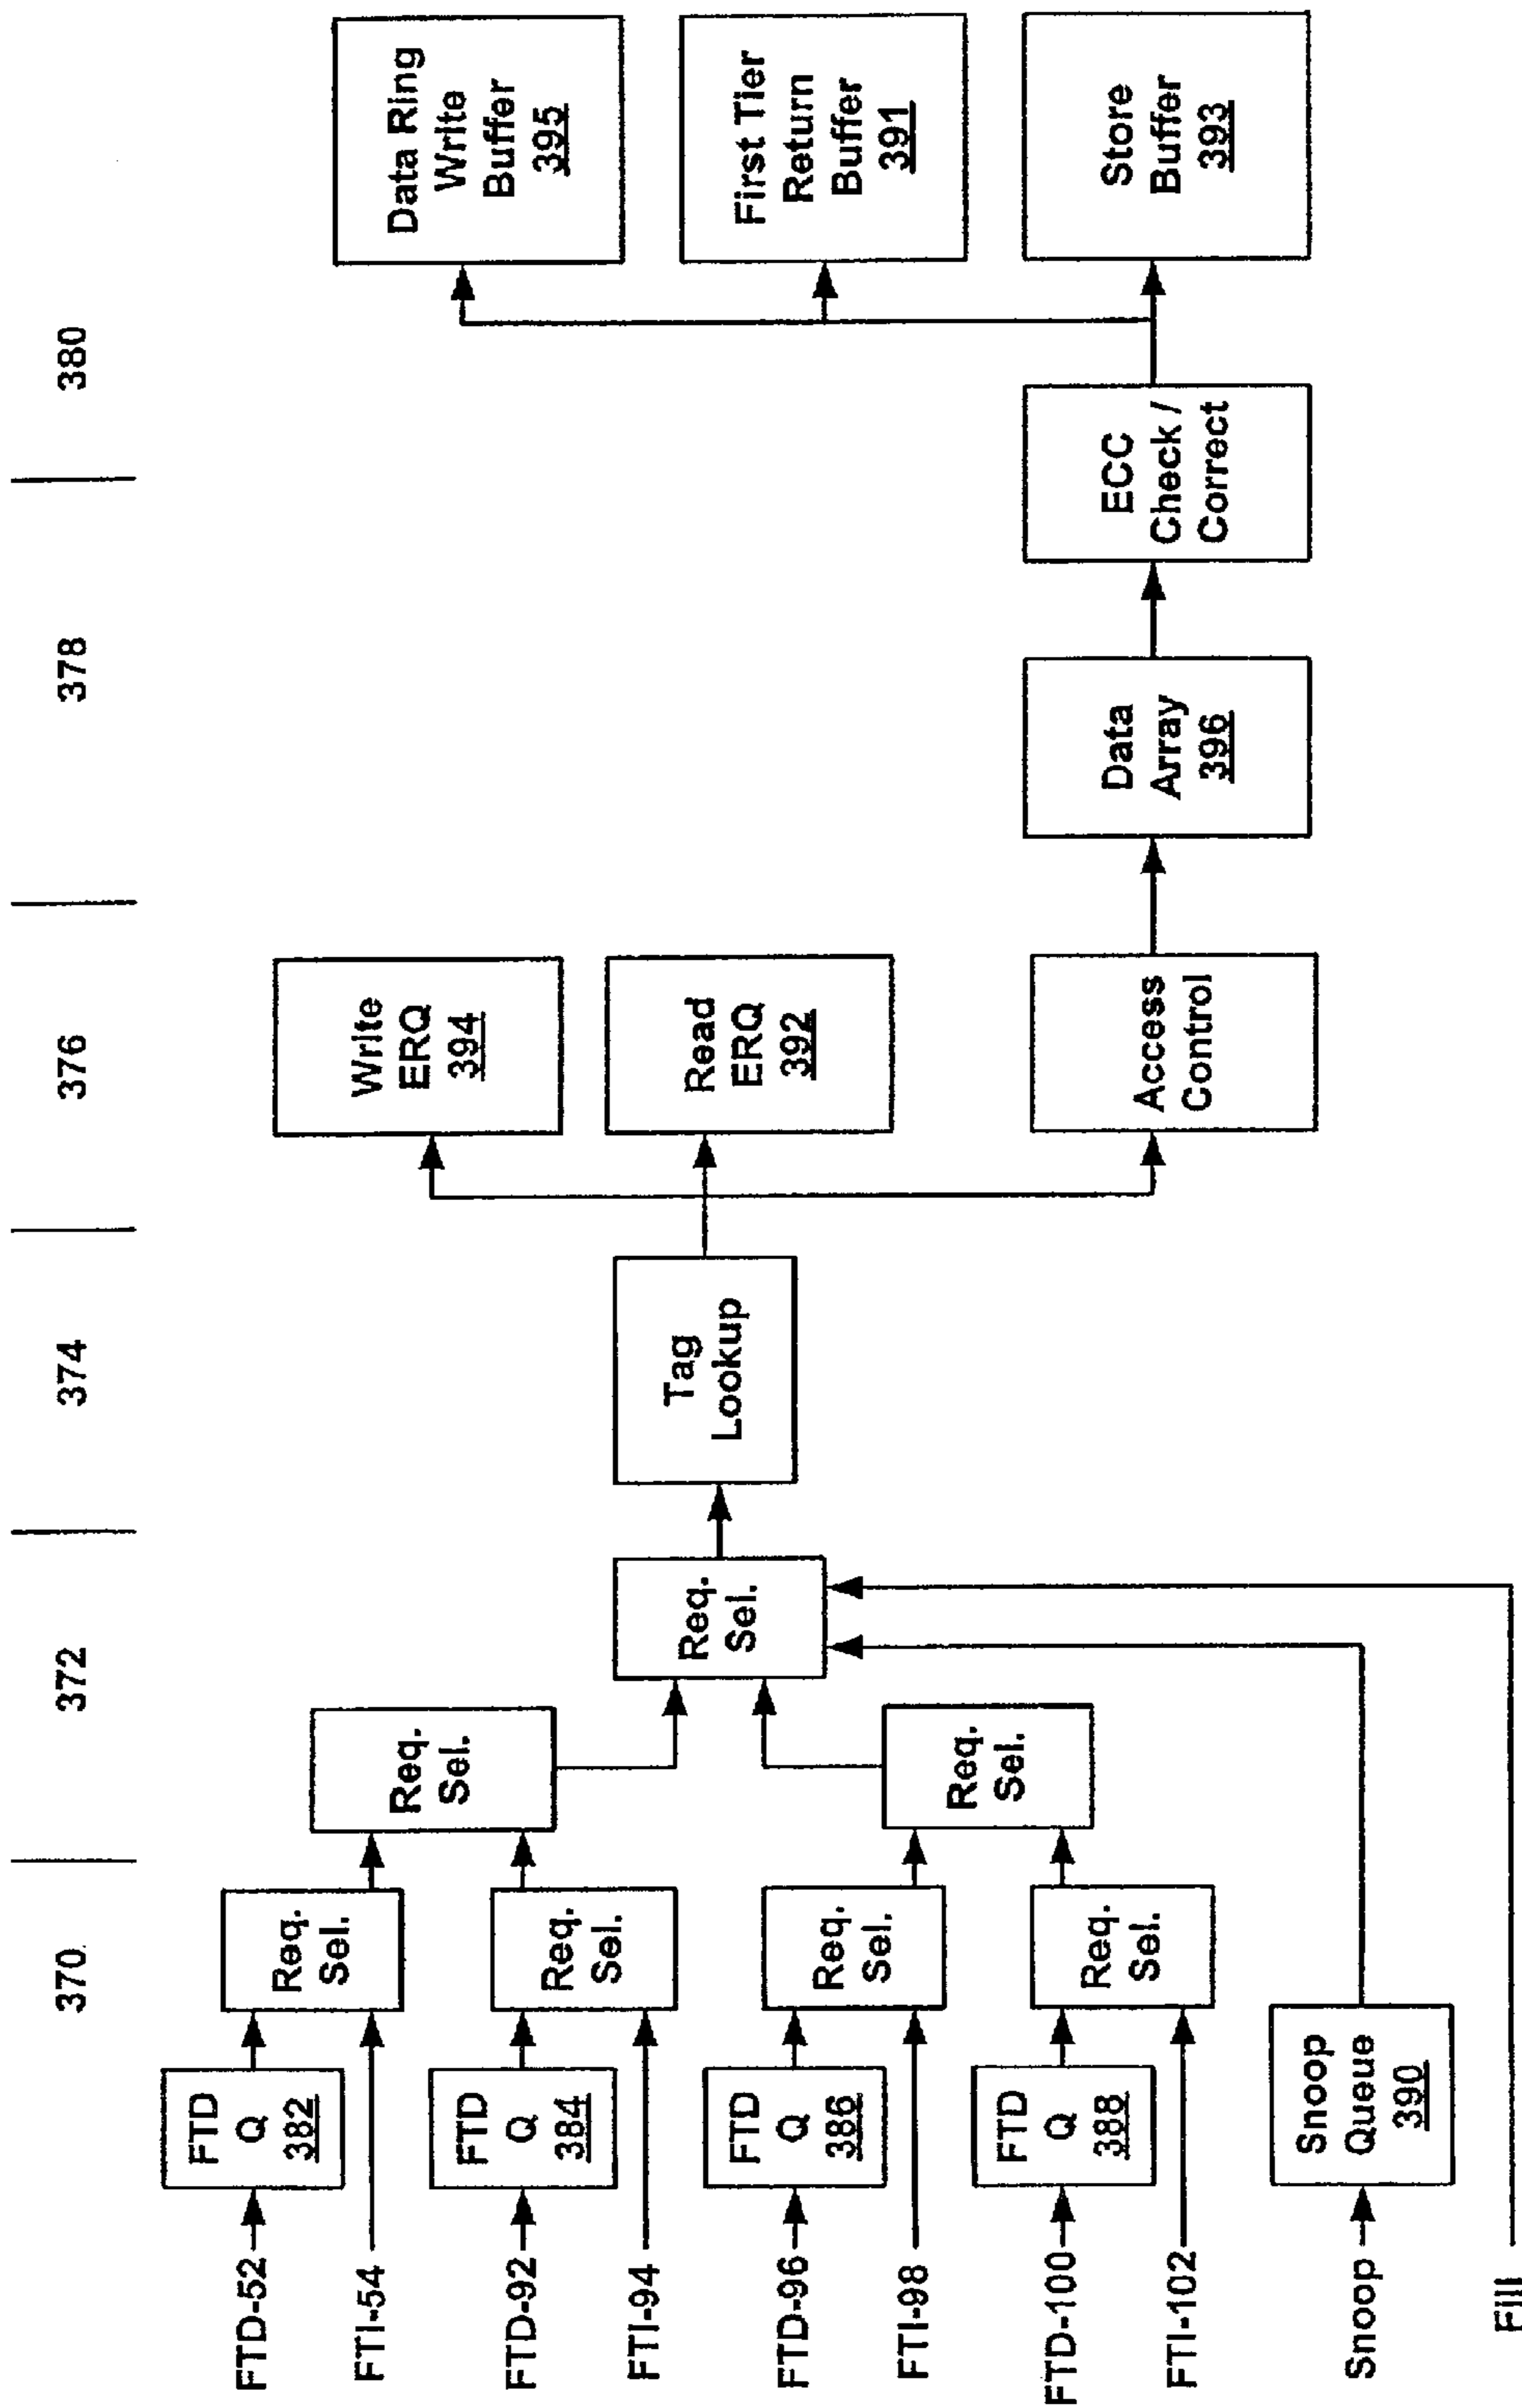 370
372
374
376
378
380
FTD-52
FTD
Q
382
Req.
Sel.
FTI-54
FTD-92
FTD
Q
384
Req.
Sel.
FTI-94
Req.
Sel.
FTD-96
FTD
Q
386
Req.
Sel.
FTI-98
FTD-100
FTD
Q
388
Req.
Sel.
FTI-102
Req.
Sel.
Snoop
Snoop
Queue
390
Fill
Req.
Sel.
Tag
Lookup
Write
ERQ
394
Read
ERQ
392
Access
Control
Data
Array
396
ECC
Check /
Correct
Data Ring
Write
Buffer
395
First Tier
Return
Buffer
391
Store
Buffer
393